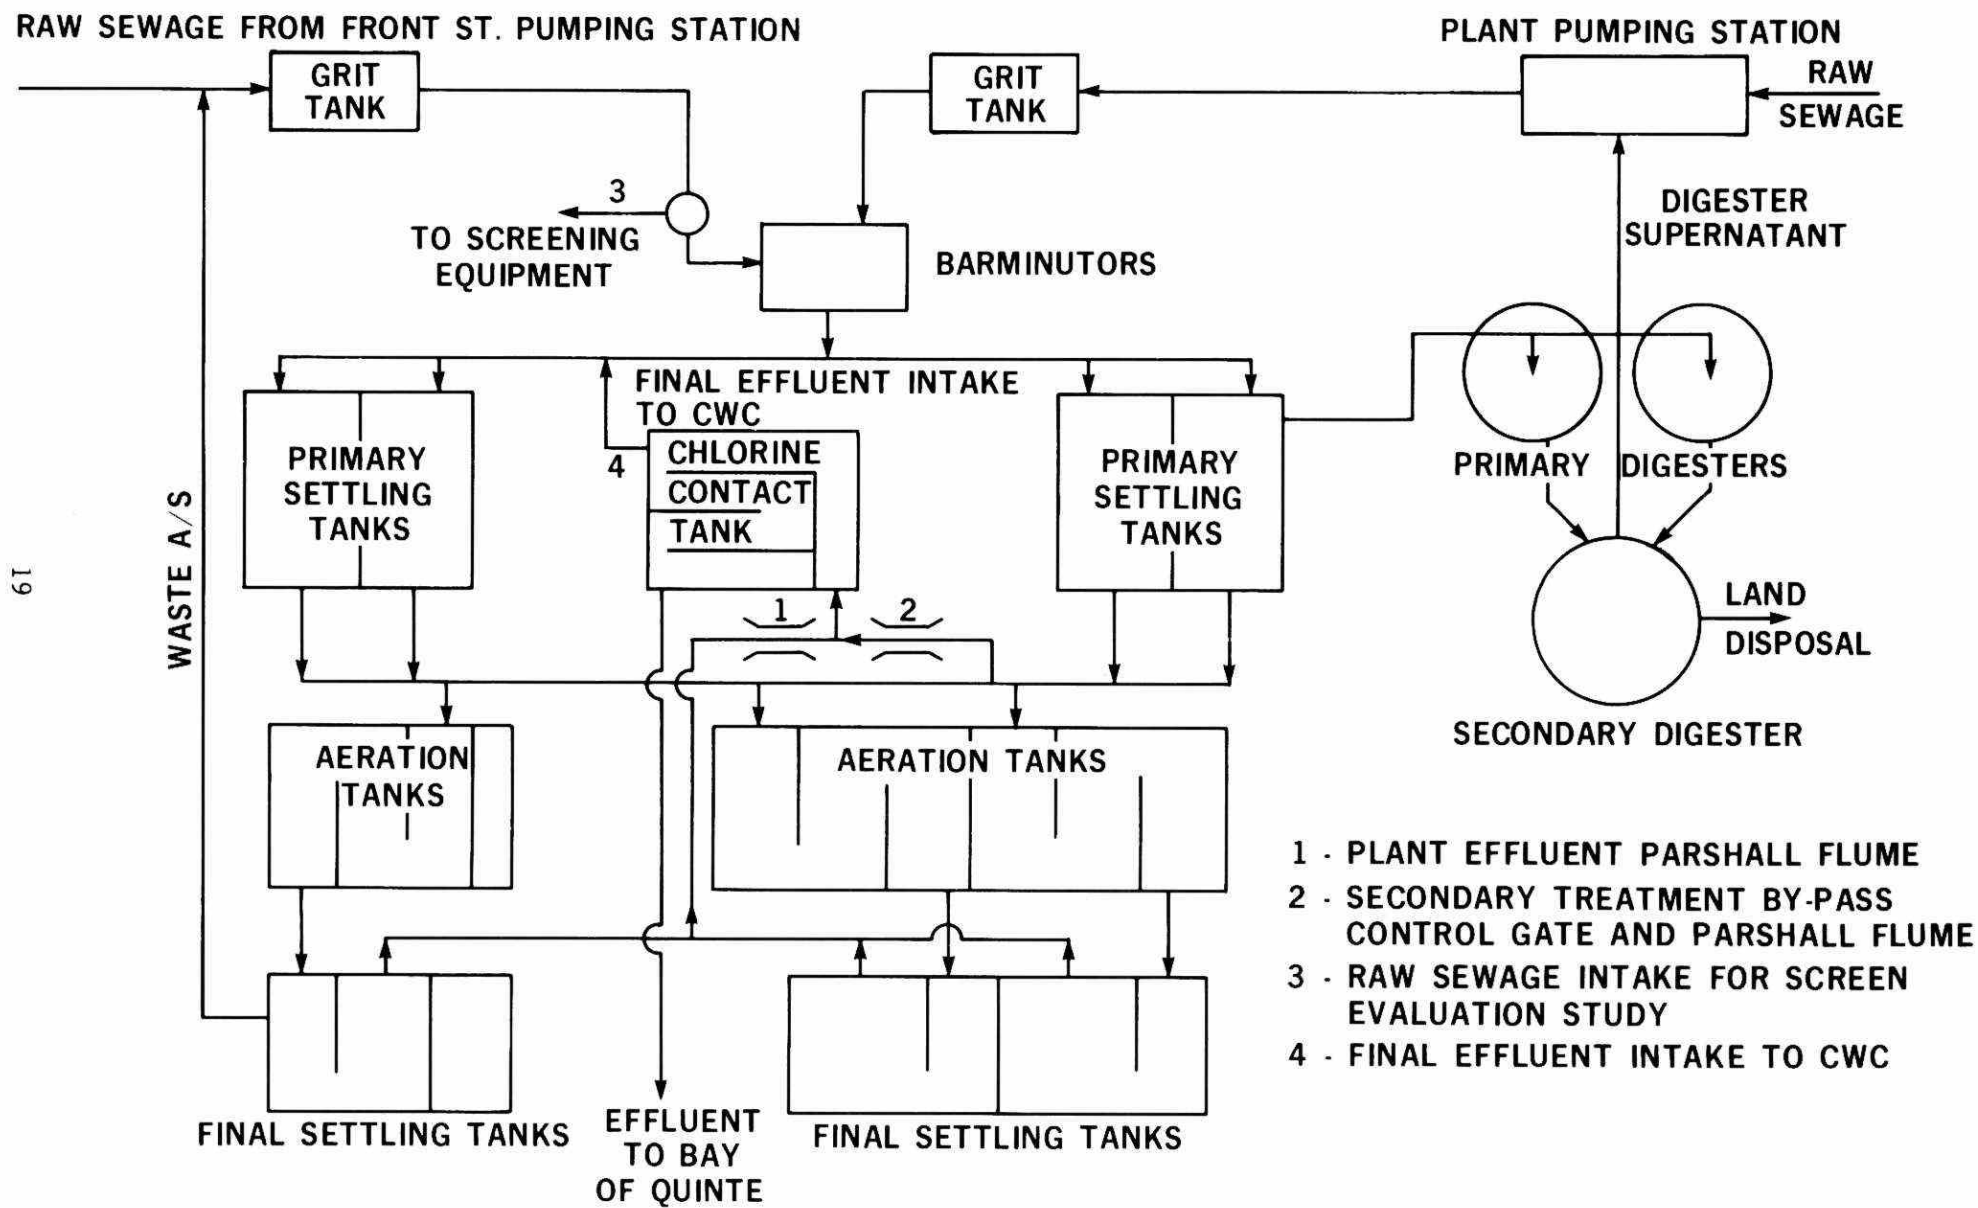 RAW SEWAGE FROM FRONT ST. PUMPING STATION
PLANT PUMPING STATION
GRIT
TANK
GRIT
TANK
RAW
SEWAGE
3
TO SCREENING
EQUIPMENT
BARMINUTORS
DIGESTER
SUPERNATANT
FINAL EFFLUENT INTAKE
TO CWC
4
CHLORINE
CONTACT
TANK
PRIMARY
SETTLING
TANKS
PRIMARY
SETTLING
TANKS
PRIMARY DIGESTERS
WASTE A/S
19
1
2
LAND
DISPOSAL
SECONDARY DIGESTER
AERATION
TANKS
AERATION TANKS
1 - PLANT EFFLUENT PARSHALL FLUME
2 - SECONDARY TREATMENT BY-PASS
CONTROL GATE AND PARSHALL FLUME
3 - RAW SEWAGE INTAKE FOR SCREEN
EVALUATION STUDY
4 - FINAL EFFLUENT INTAKE TO CWC
FINAL SETTLING TANKS
EFFLUENT
TO BAY
OF QUINTE
FINAL SETTLING TANKS